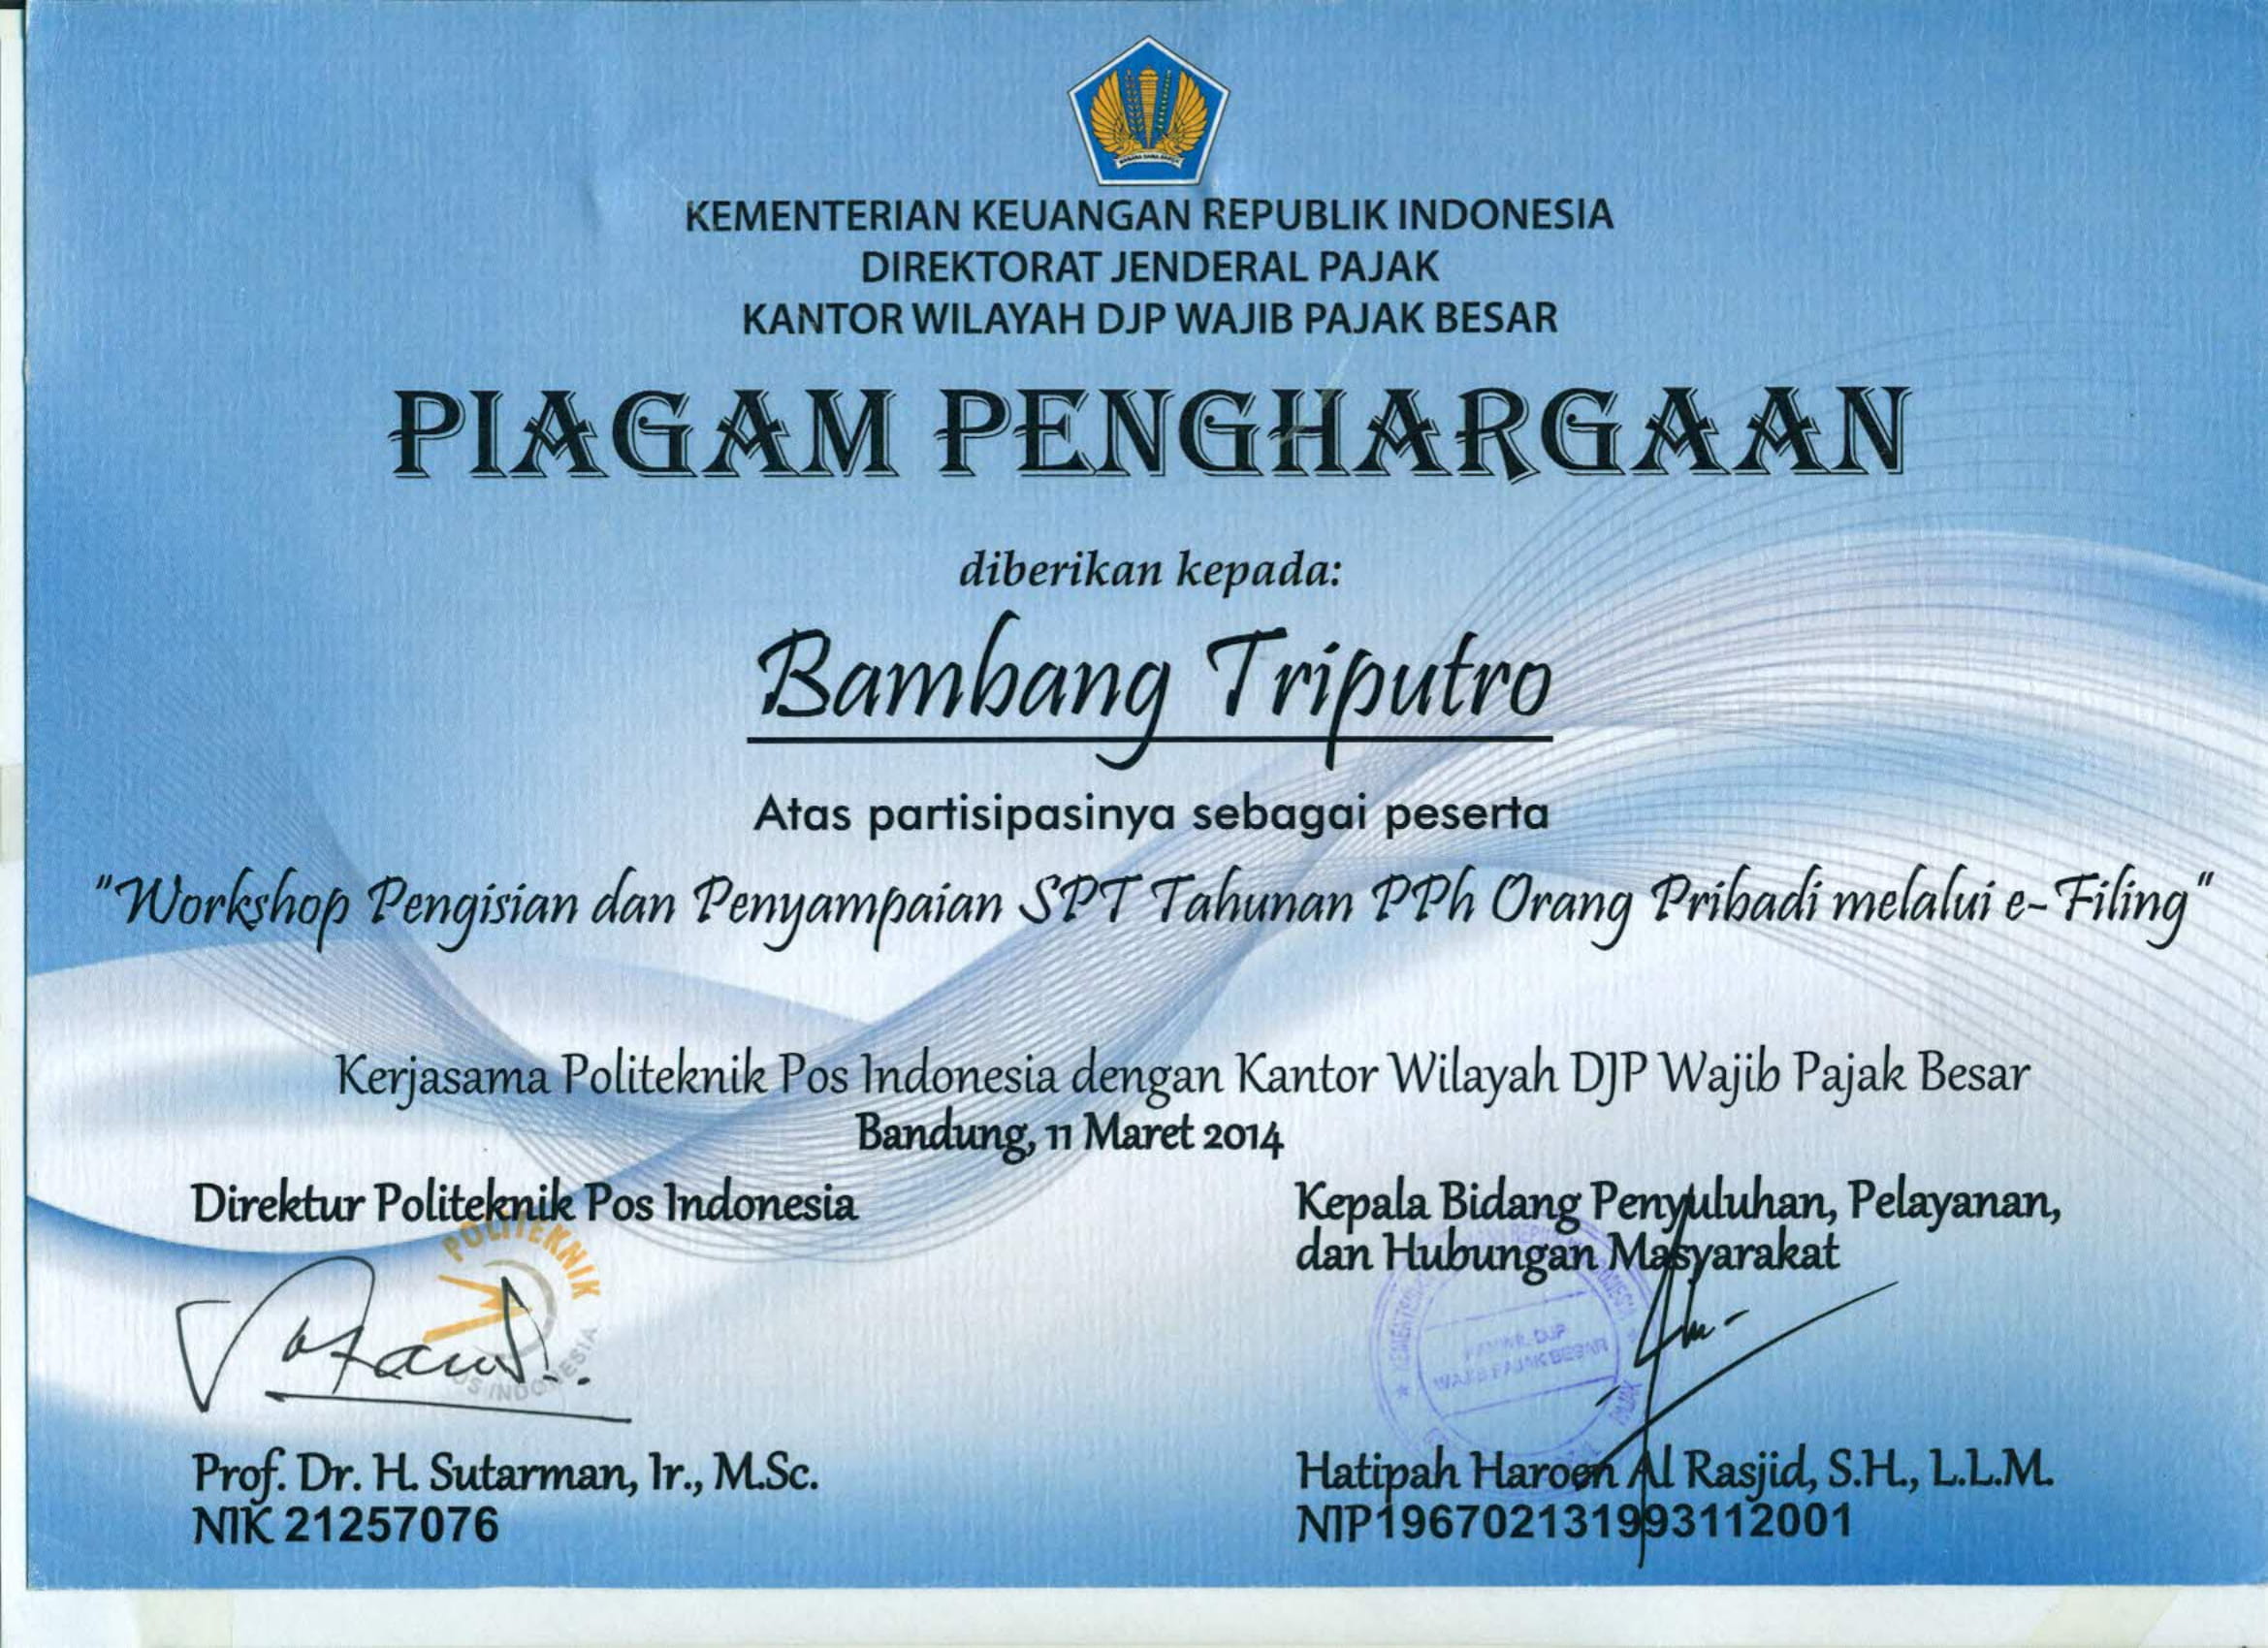 KEMENTERIAN KEUANGAN REPUBLIK INDONESIA
DIREKTORAT JENDERAL PAJAK
KANTOR WILAYAH DJP WAJIB PAJAK BESAR
PIAGAM PENGHARGAAN
diberikan kepada:
Bambang Triputro
Atas partisipasinya sebagai peserta
"Workshop Pengisian dan Penyampaian SPT Tahunan PPh Orang Pribadi melalui e-Filing"
Kerjasama Politeknik Pos Indonesia dengan Kantor Wilayah DJP Wajib Pajak Besar
Bandung, 11 Maret 2014
Direktur Politeknik Pos Indonesia
POLITEKNIK
POS INDONESIA
Prof. Dr. H. Sutarman, Ir., M.Sc.
NIK 21257076
Kepala Bidang Penyuluhan, Pelayanan,
dan Hubungan Masyarakat
KANWIL DJP
WAJIB PAJAK BESAR
Hatipah Haroen Al Rasjid, S.H., L.L.M.
NIP196702131993112001